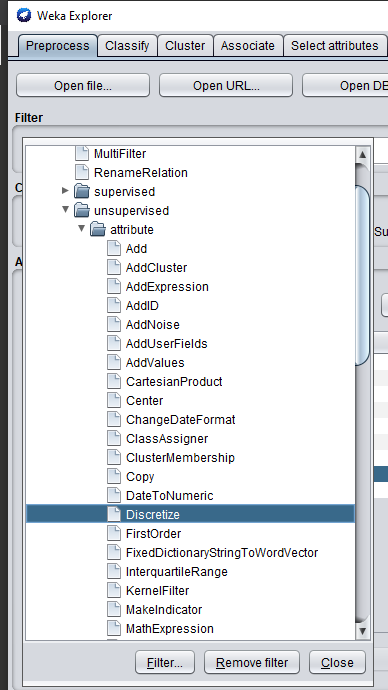 Weka Explorer
Preprocess Classify Cluster Associate Select attributes
Open file... Open URL... Open DE
Filter
MultiFilter
RenameRelation
C
supervised
unsupervised
Su
attribute
Add
A
AddCluster
AddExpression
AddID
AddNoise
AddUserFields
AddValues
CartesianProduct
Center
ChangeDateFormat
ClassAssigner
ClusterMembership
Copy
DateToNumeric
Discretize
FirstOrder
FixedDictionaryStringToWordVector
InterquartileRange
KernelFilter
MakeIndicator
MathExpression
Filter... Remove filter Close